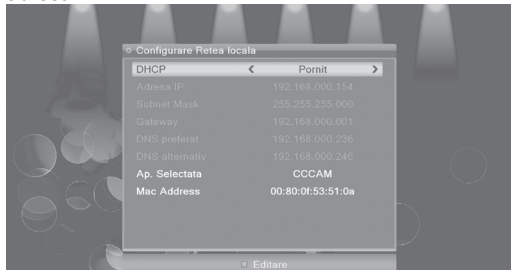 Configurare Retea locala
DHCP < Pornit >
Adresa IP 192.168.000.154
Subnet Mask 255.255.255.000
Gateway 192.168.000.001
DNS preferat 192.168.000.236
DNS alternativ 192.168.000.246
Ap. Selectata CCCAM
Mac Address 00:80:0f:53:51:0a
Editare